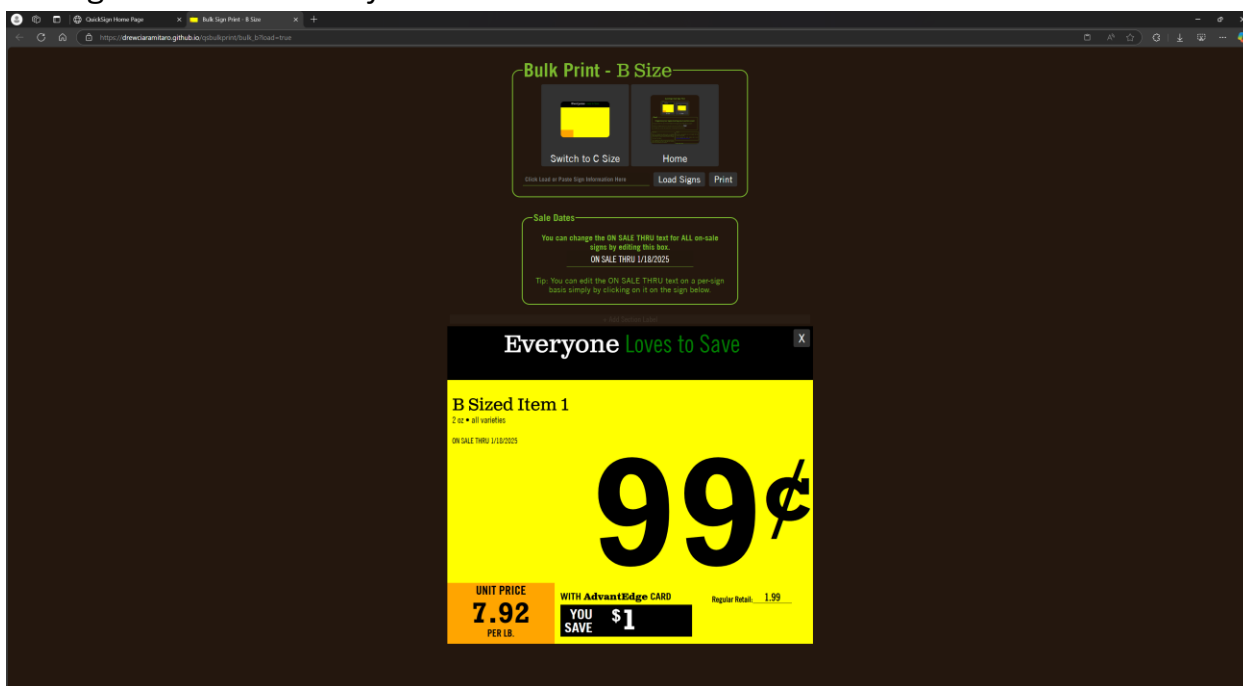 QuickSign Home Page
Bulk Sign Print - B Size
https://drewciaramitaro.github.io/qsbulkprint/bulk_b?load=true
Bulk Print - B Size
Switch to C Size
Home
Click Load or Paste Sign Information Here
Load Signs
Print
Sale Dates
You can change the ON SALE THRU text for ALL on-sale
signs by editing this box.
ON SALE THRU 1/18/2025
Tip: You can edit the ON SALE THRU text on a per-sign
basis simply by clicking on it on the sign below.
Everyone Loves to Save
X
B Sized Item 1
2 oz • all varieties
ON SALE THRU 1/18/2025
99¢
UNIT PRICE
7.92
PER LB.
WITH AdvantEdge CARD
YOU
SAVE
$1
Regular Retail: 1.99